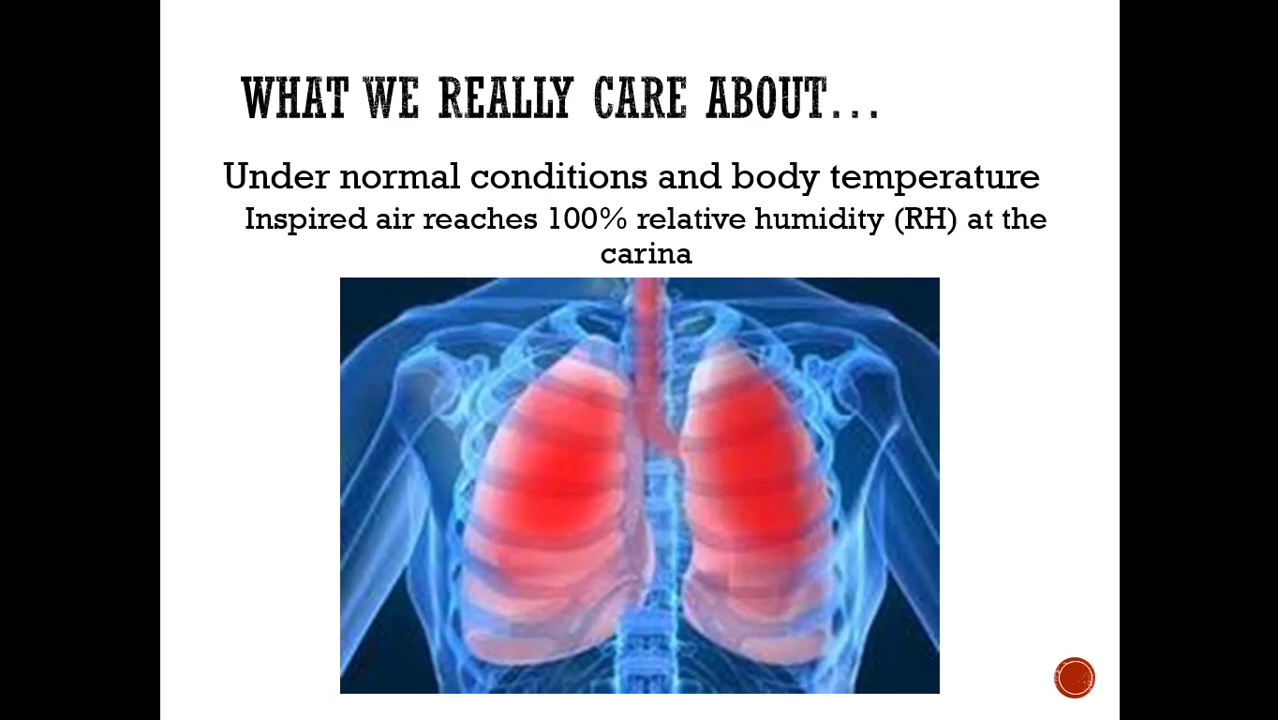 WHAT WE REALLY CARE ABOUT...
Under normal conditions and body temperature
Inspired air reaches 100% relative humidity (RH) at the
carina